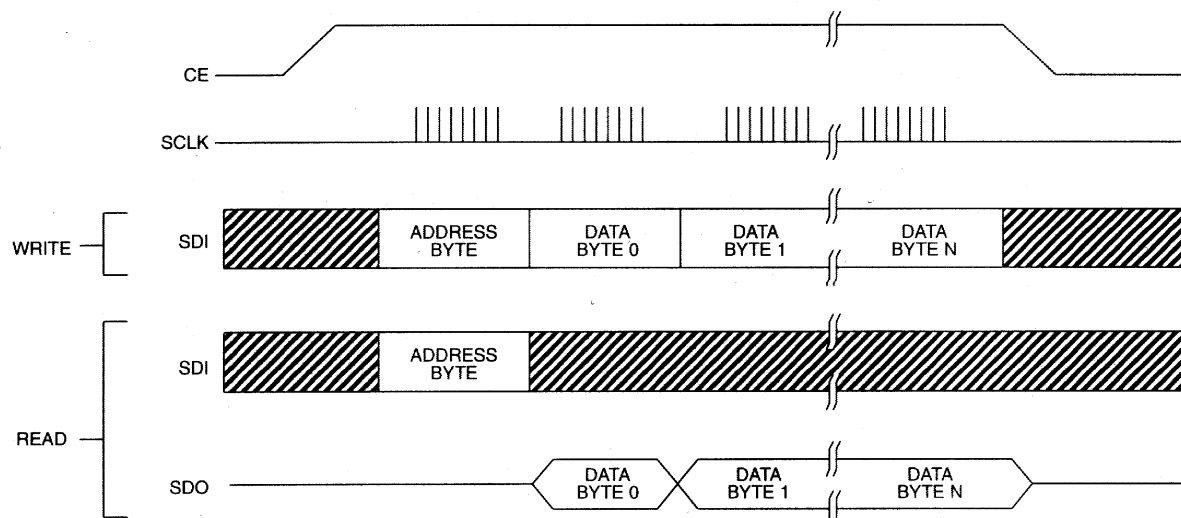 CE
SCLK
WRITE
SDI
ADDRESS
BYTE
DATA
BYTE 0
DATA
BYTE 1
DATA
BYTE N
READ
SDI
ADDRESS
BYTE
SDO
DATA
BYTE 0
DATA
BYTE 1
DATA
BYTE N